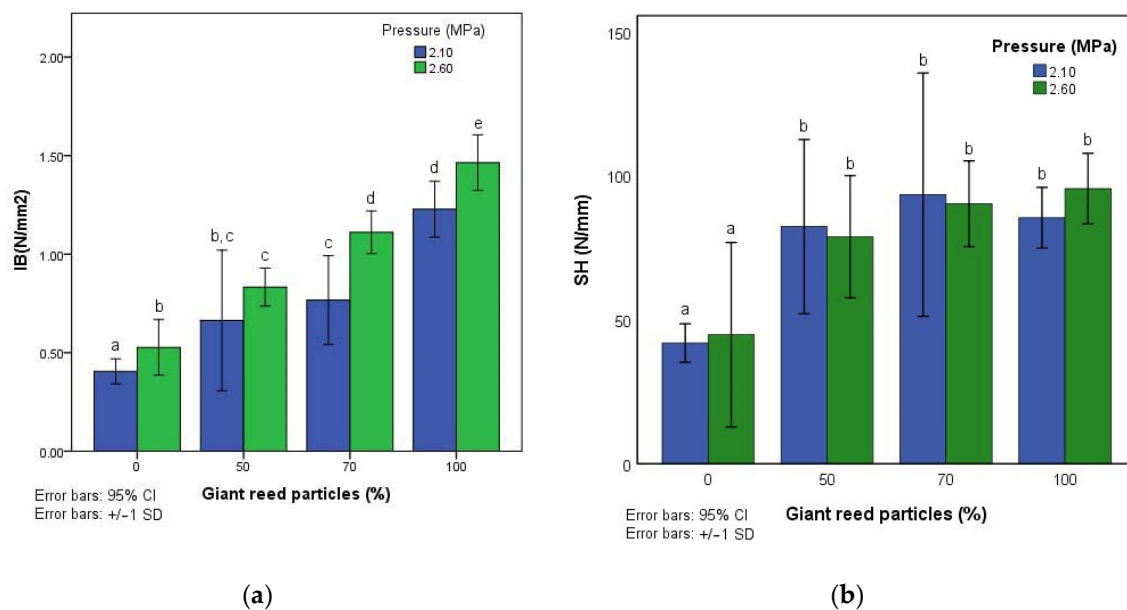 Pressure (MPa)
2.10
2.60
2.00
1.50
1.00
0.50
0.00
IB(N/mm2)
a
b
b,c
c
c
d
d
e
0
50
70
100
Giant reed particles (%)
Error bars: 95% CI
Error bars: +/−1 SD
(a)
Pressure (MPa)
2.10
2.60
150
100
50
0
SH (N/mm)
a
a
b
b
b
b
b
b
0
50
70
100
Giant reed particles (%)
Error bars: 95% CI
Error bars: +/−1 SD
(b)